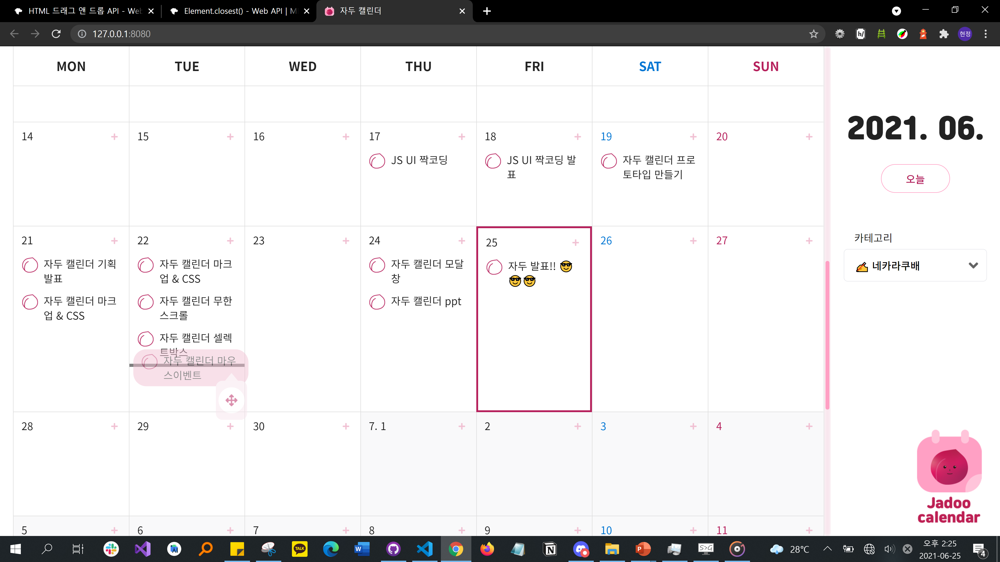 HTML 드래그 앤 드롭 API - Web
Element.closest() - Web API | M
자두 캘린더
127.0.0.1:8080
h/
현정
MON TUE WED THU FRI SAT SUN
2021. 06.
오늘
카테고리
네카라쿠배
14 + 15 + 16 + 17 + 18 + 19 + 20 +
JS UI 짝코딩
JS UI 짝코딩 발
표
자두 캘린더 프로
토타입 만들기
21 + 22 + 23 + 24 + 25 + 26 + 27 +
자두 캘린더 기획
발표
자두 캘린더 마크
업 & CSS
자두 캘린더 마크
업 & CSS
자두 캘린더 무한
스크롤
자두 캘린더 셀렉
트박스
자두 캘린더 마우
스이벤트
자두 캘린더 모달
창
자두 캘린더 ppt
자두 발표!! 😎
😎😎
28 + 29 + 30 + 7. 1 + 2 + 3 + 4 +
5 + 6 + 7 + 8 + 9 + 10 + 11 +
Jadoo
calendar
TALK
W
N
P
S>G
28°C
오후 2:25
2021-06-25
4